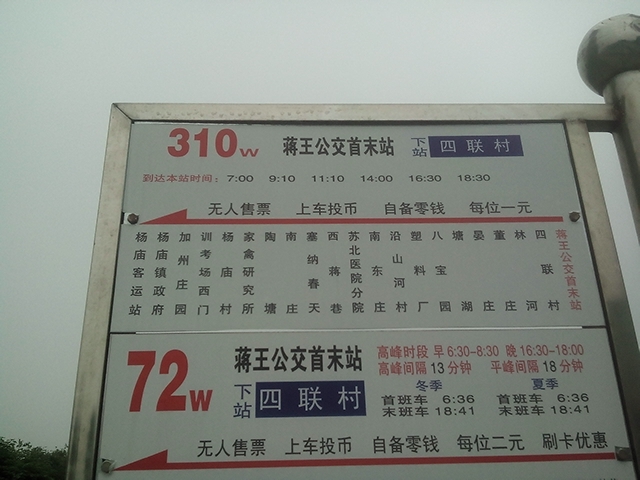 310W 蒋王公交首末站 下站 四联村
到达本站时间: 7:00 9:10 11:10 14:00 16:30 18:30
无人售票 上车投币 自备零钱 每位一元
杨庙客运站
杨庙镇政府
加州庄园
训考场西门
杨庙村
家禽研究所
陶塘
南庄
塞纳春天
西蒋巷
苏北医院分院
南东庄
沿山河村
塑料厂
八宝园
塘湖
晏庄
董庄
林河
四联村
蒋王公交首末站
72W 蒋王公交首末站 下站 四联村
高峰时段 早6:30-8:30 晚16:30-18:00
高峰间隔13分钟 平峰间隔18分钟
冬季 夏季
首班车 6:36 首班车 6:36
末班车 18:41 末班车 18:41
无人售票 上车投币 自备零钱 每位二元 刷卡优惠